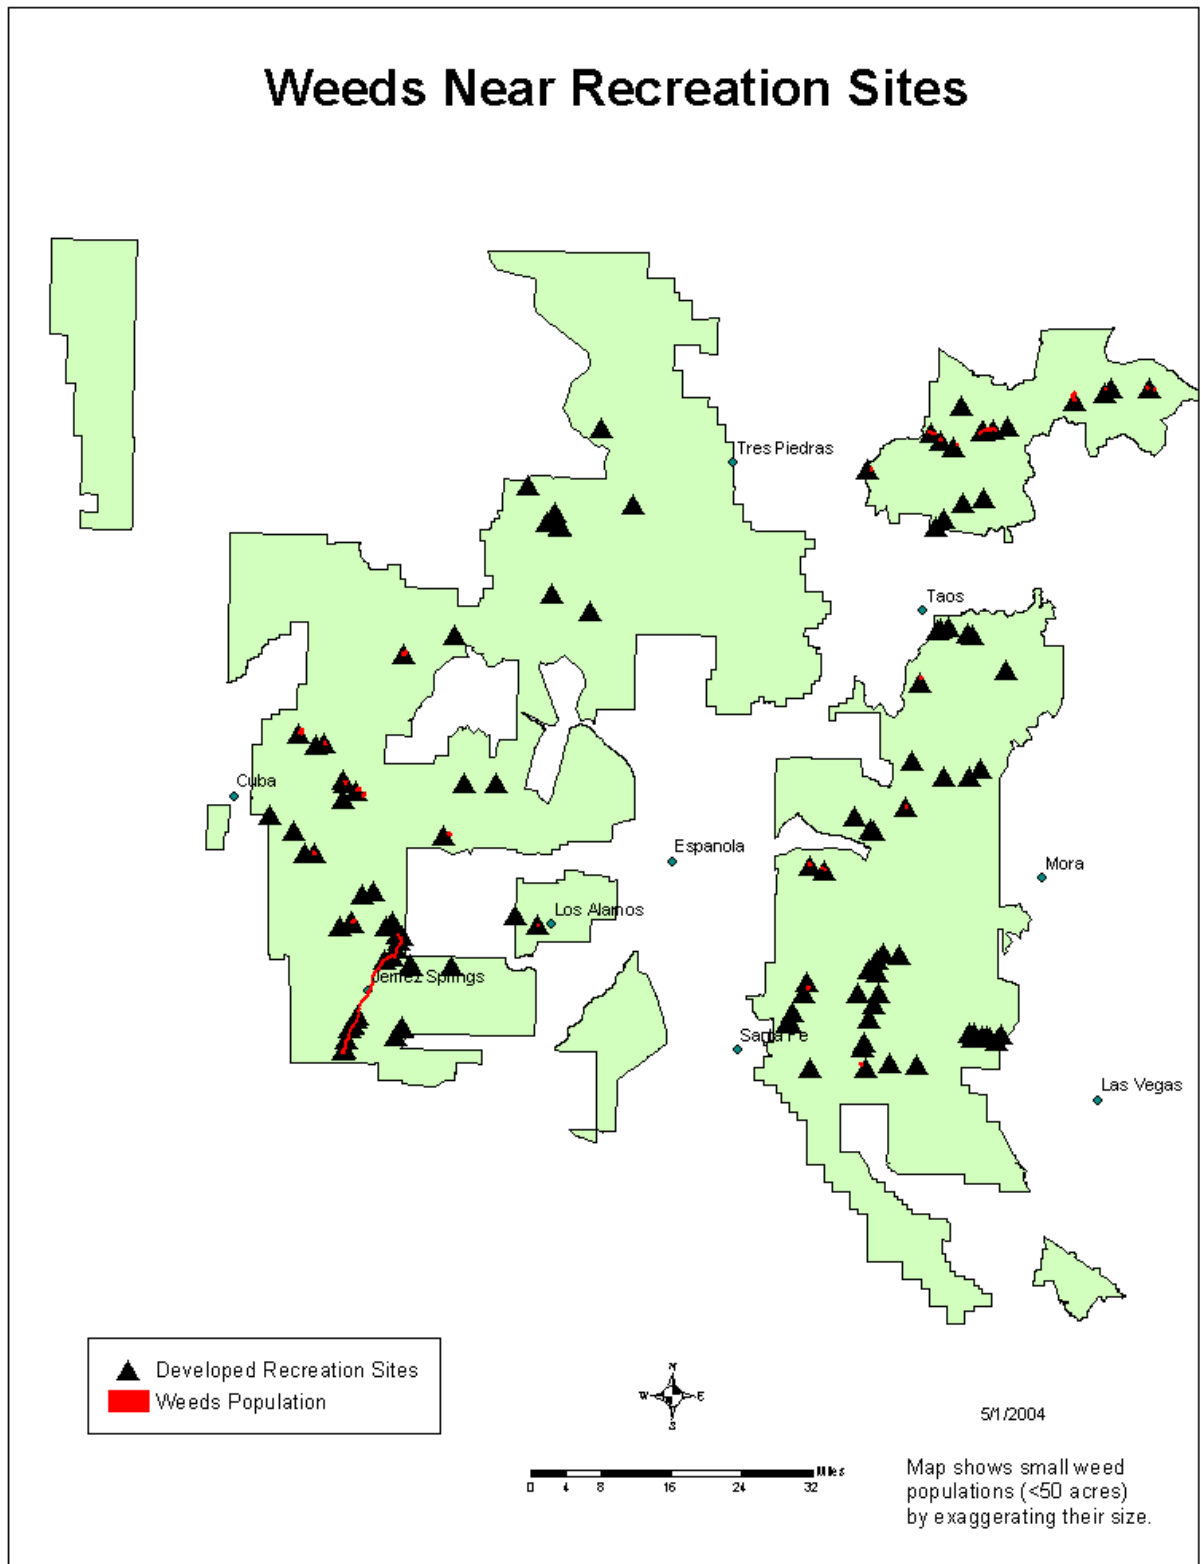 Weeds Near Recreation Sites
Tres Piedras
Taos
Cuba
Espanola
Mora
Los Alamos
Jemez Springs
Santa Fe
Las Vegas
Developed Recreation Sites
Weeds Population
N
W E
S
5/1/2004
Miles
0 4 8 16 24 32
Map shows small weed
populations (<50 acres)
by exaggerating their size.